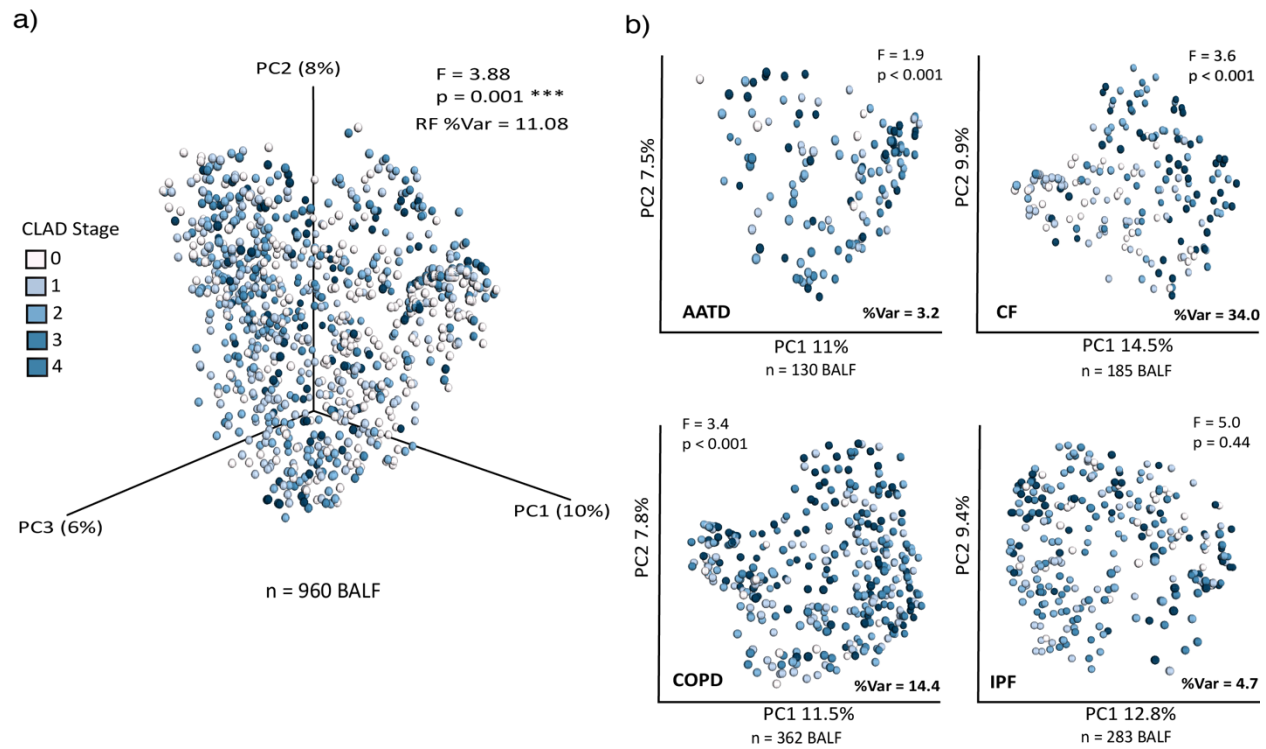 a)
PC2 (8%)
F = 3.88
p = 0.001 ***
RF %Var = 11.08
CLAD Stage
0
1
2
3
4
PC3 (6%)
PC1 (10%)
n = 960 BALF
b)
F = 1.9
p < 0.001
PC2 7.5%
AATD
%Var = 3.2
PC1 11%
n = 130 BALF
F = 3.6
p < 0.001
PC2 9.9%
CF
%Var = 34.0
PC1 14.5%
n = 185 BALF
F = 3.4
p < 0.001
PC2 7.8%
COPD
%Var = 14.4
PC1 11.5%
n = 362 BALF
F = 5.0
p = 0.44
PC2 9.4%
IPF
%Var = 4.7
PC1 12.8%
n = 283 BALF